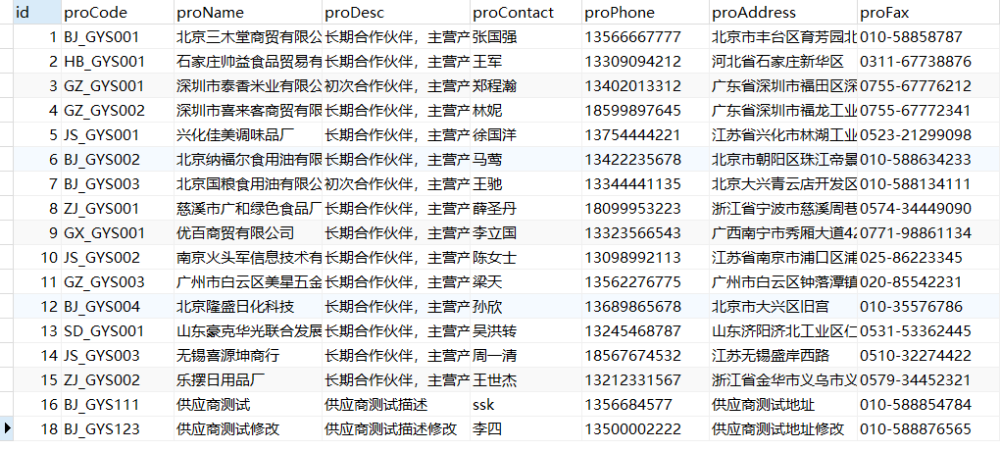 id proCode proName proDesc proContact proPhone proAddress proFax
1 BJ_GYS001 北京三木堂商贸有限公 长期合作伙伴，主营产 张国强 13566667777 北京市丰台区育芳园北 010-58858787
2 HB_GYS001 石家庄帅益食品贸易有 长期合作伙伴，主营产 王军 13309094212 河北省石家庄新华区 0311-67738876
3 GZ_GYS001 深圳市泰香米业有限公 初次合作伙伴，主营产 郑程瀚 13402013312 广东省深圳市福田区深 0755-67776212
4 GZ_GYS002 深圳市喜来客商贸有限 长期合作伙伴，主营产 林妮 18599897645 广东省深圳市福龙工业 0755-67772341
5 JS_GYS001 兴化佳美调味品厂 长期合作伙伴，主营产 徐国洋 13754444221 江苏省兴化市林湖工业 0523-21299098
6 BJ_GYS002 北京纳福尔食用油有限 长期合作伙伴，主营产 马莺 13422235678 北京市朝阳区珠江帝景 010-588634233
7 BJ_GYS003 北京国粮食用油有限公 初次合作伙伴，主营产 王驰 13344441135 北京大兴青云店开发区 010-588134111
8 ZJ_GYS001 慈溪市广和绿色食品厂 长期合作伙伴，主营产 薛圣丹 18099953223 浙江省宁波市慈溪周巷 0574-34449090
9 GX_GYS001 优百商贸有限公司 长期合作伙伴，主营产 李立国 13323566543 广西南宁市秀厢大道42 0771-98861134
10 JS_GYS002 南京火头军信息技术有 长期合作伙伴，主营产 陈女士 13098992113 江苏省南京市浦口区浦 025-86223345
11 GZ_GYS003 广州市白云区美星五金 长期合作伙伴，主营产 梁天 13562276775 广州市白云区钟落潭镇 020-85542231
12 BJ_GYS004 北京隆盛日化科技 长期合作伙伴，主营产 孙欣 13689865678 北京市大兴区旧宫 010-35576786
13 SD_GYS001 山东豪克华光联合发展 长期合作伙伴，主营产 吴洪转 13245468787 山东济阳济北工业区仁 0531-53362445
14 JS_GYS003 无锡喜源坤商行 长期合作伙伴，主营产 周一清 18567674532 江苏无锡盛岸西路 0510-32274422
15 ZJ_GYS002 乐摆日用品厂 长期合作伙伴，主营产 王世杰 13212331567 浙江省金华市义乌市义 0579-34452321
16 BJ_GYS111 供应商测试 供应商测试描述 ssk 1356684577 供应商测试地址 010-588854784
18 BJ_GYS123 供应商测试修改 供应商测试描述修改 李四 13500002222 供应商测试地址修改 010-588876565